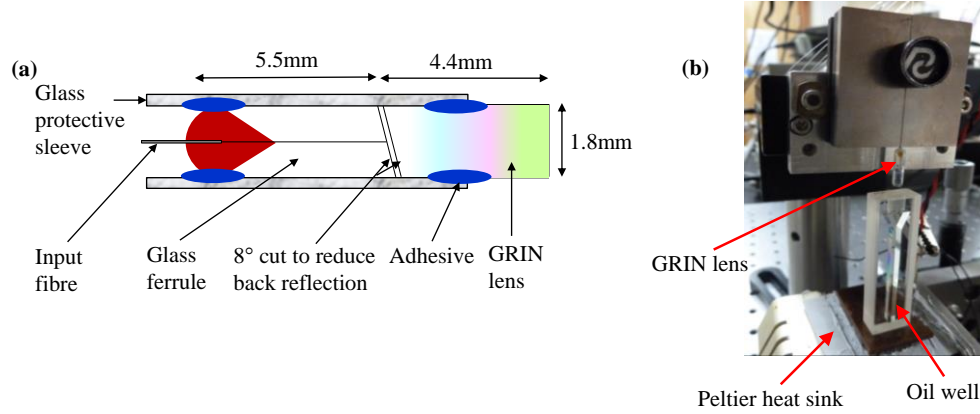 (a)
5.5mm
4.4mm
Glass
protective
sleeve
1.8mm
Input
fibre
Glass
ferrule
8° cut to reduce
back reflection
Adhesive
GRIN
lens
(b)
GRIN lens
Peltier heat sink
Oil well